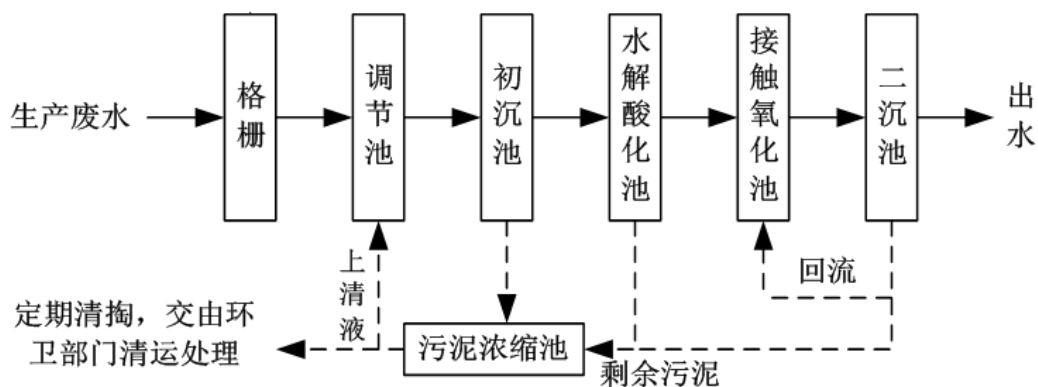 生产废水
格栅
调节池
初沉池
水解酸化池
接触氧化池
二沉池
出水
上清液
回流
定期清掏，交由环
卫部门清运处理
污泥浓缩池
剩余污泥